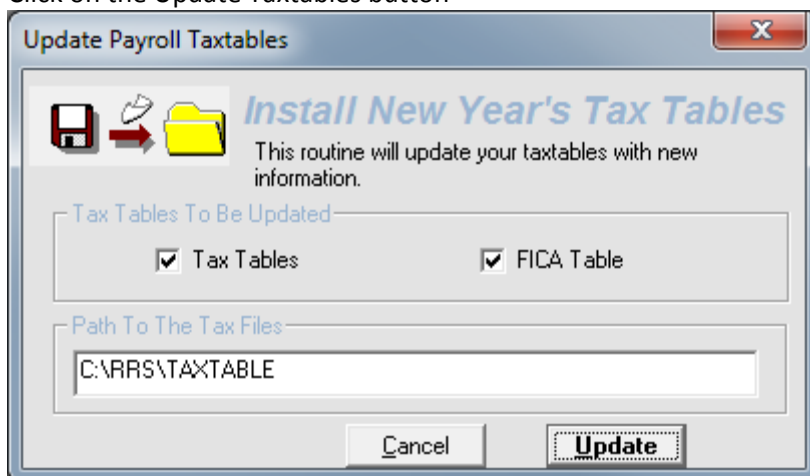 Click on the Update Taxtables button
Update Payroll Taxtables
Install New Year's Tax Tables
This routine will update your taxtables with new
information.
Tax Tables To Be Updated
Tax Tables
FICA Table
Path To The Tax Files
C:\RRS\TAXTABLE
Cancel
Update